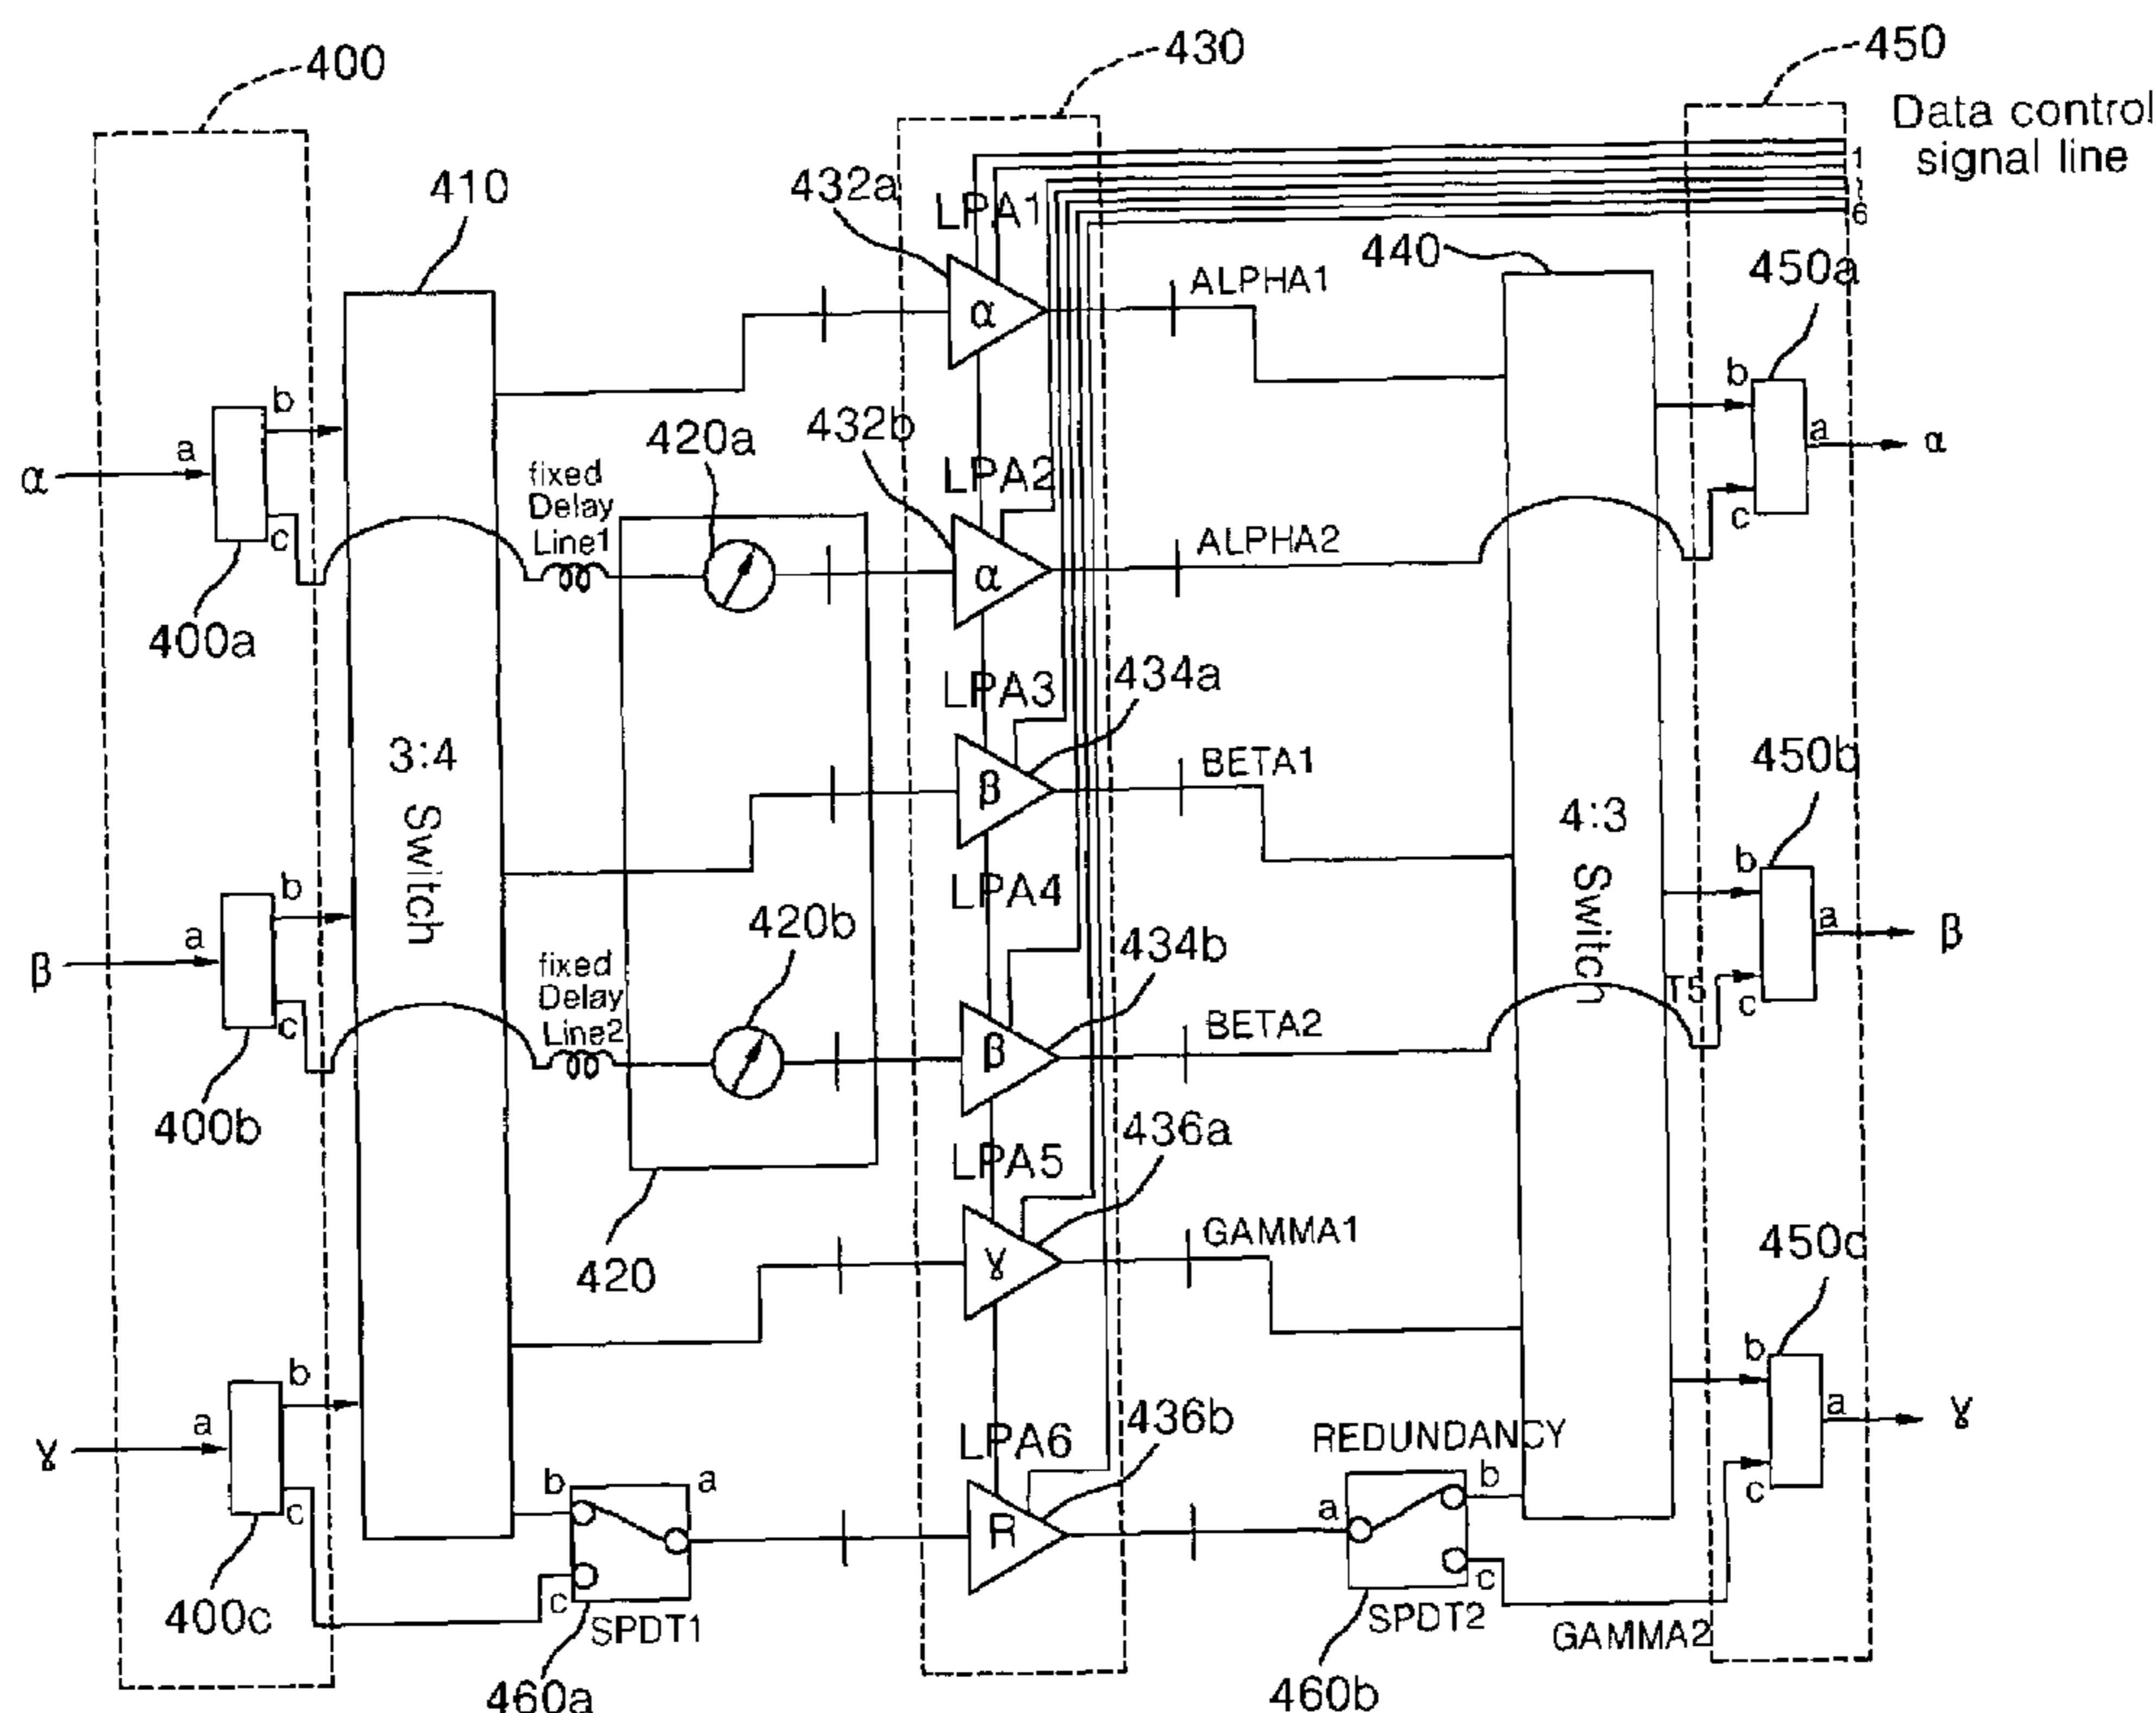 400
430
450
Data control
signal line
1
1
6
410
432a
LPA1
α
ALPHA1
440
450a
b
a
c
α
α
a
b
c
400a
fixed
Delay
Line1
420a
432b
LPA2
α
ALPHA2
3:4
Switch
LPA3
434a
β
BETA1
4:3
Switch
450b
b
a
c
β
T5
β
a
b
c
400b
fixed
Delay
Line2
420b
LPA4
434b
β
BETA2
420
LPA5
436a
γ
GAMMA1
450c
b
a
c
γ
γ
a
b
c
400c
b
a
c
SPDT1
460a
LPA6
436b
R
REDUNDANCY
a
b
c
SPDT2
460b
GAMMA2